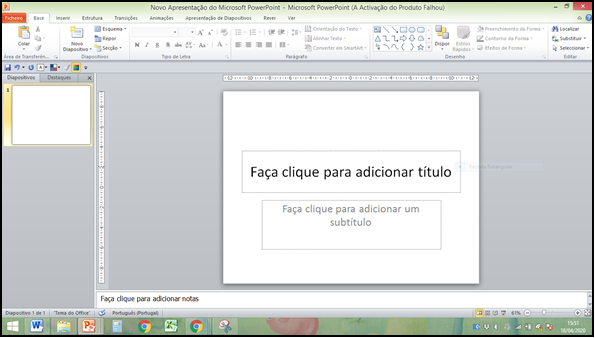 Novo Apresentação do Microsoft PowerPoint - Microsoft PowerPoint (A Activação do Produto Falhou)
Ficheiro Base Inserir Estrutura Transições Animações Apresentação de Diapositivos Rever Ver
Colar
Novo Diapositivo
Esquema
Repor
Secção
Orientação do Texto
Alinhar Texto
Converter em SmartArt
Dispor
Estilos Rápidos
Preenchimento da Forma
Contorno da Forma
Efeitos de Forma
Localizar
Substituir
Seleccionar
Área de Transferên...
Diapositivos
Tipo de Letra
Parágrafo
Desenho
Editar
Diapositivos Destaques
1
Faça clique para adicionar título
Faça clique para adicionar um
subtítulo
Faça clique para adicionar notas
Diapositivo 1 de 1 "Tema do Office" Português (Portugal) 61%
15:51
18/04/2020